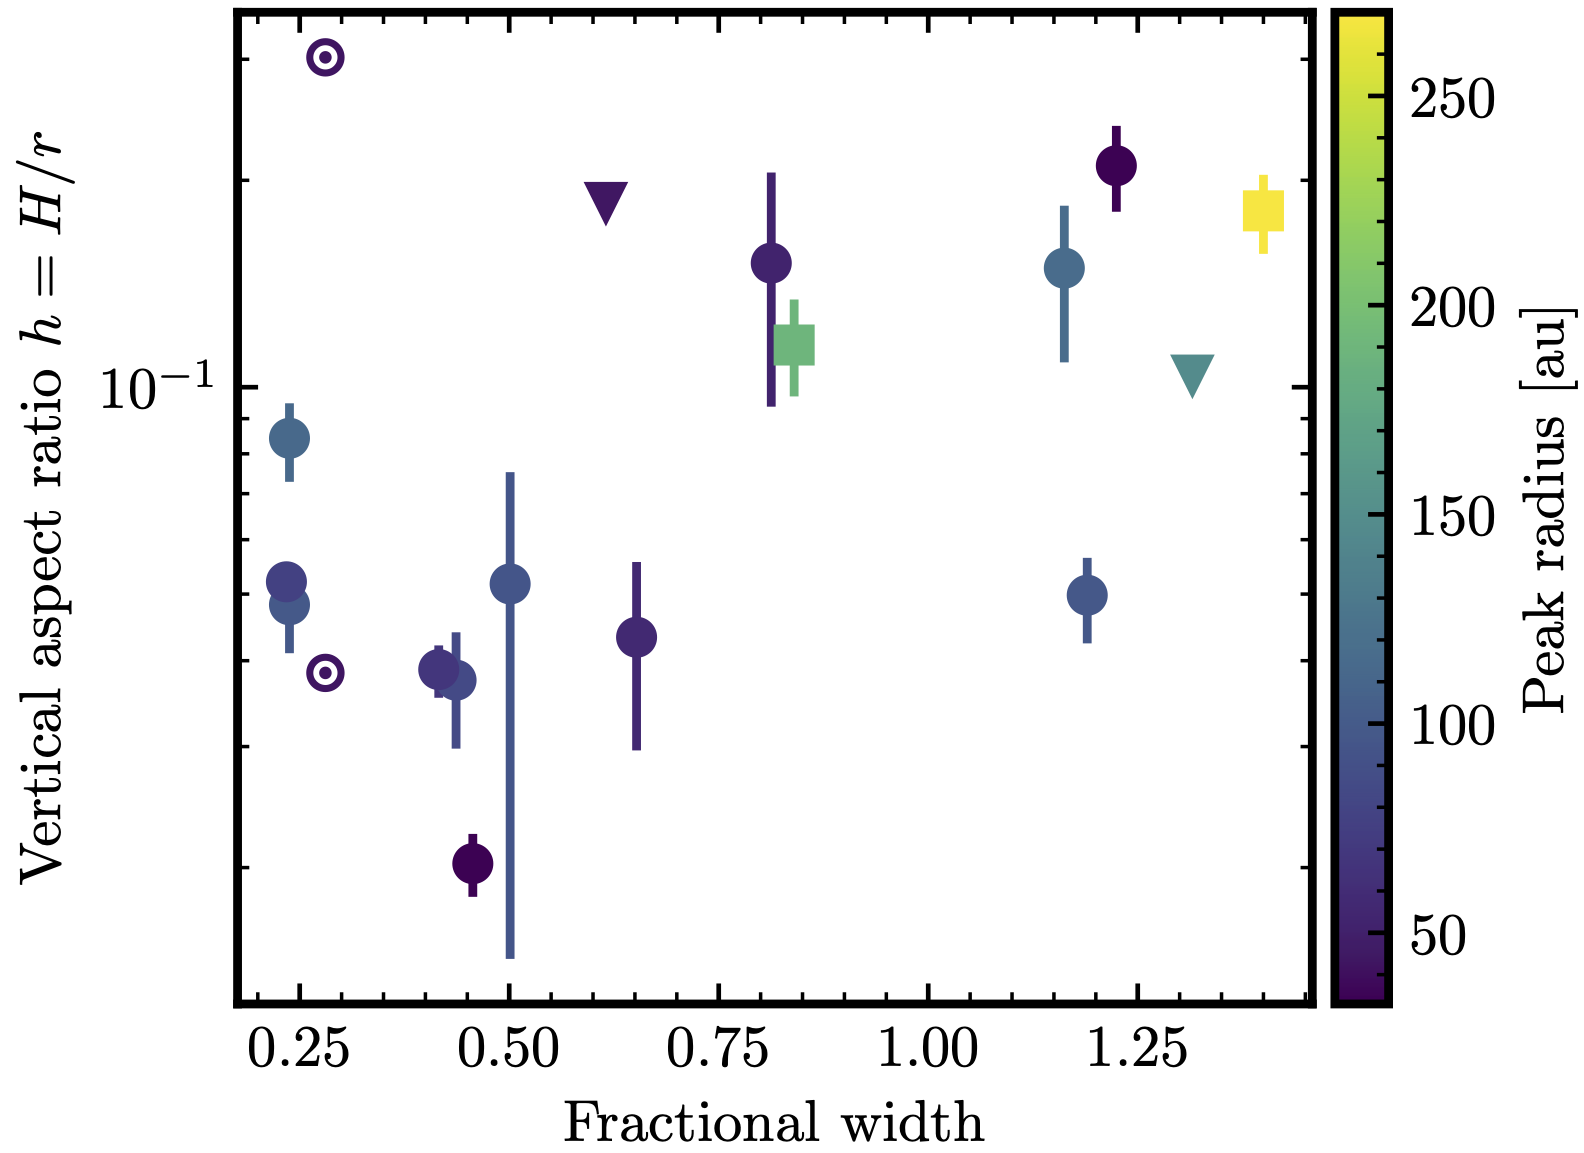 Vertical aspect ratio h = H/r
10⁻¹
0.25 0.50 0.75 1.00 1.25
Fractional width
250
200
150
100
50
Peak radius [au]